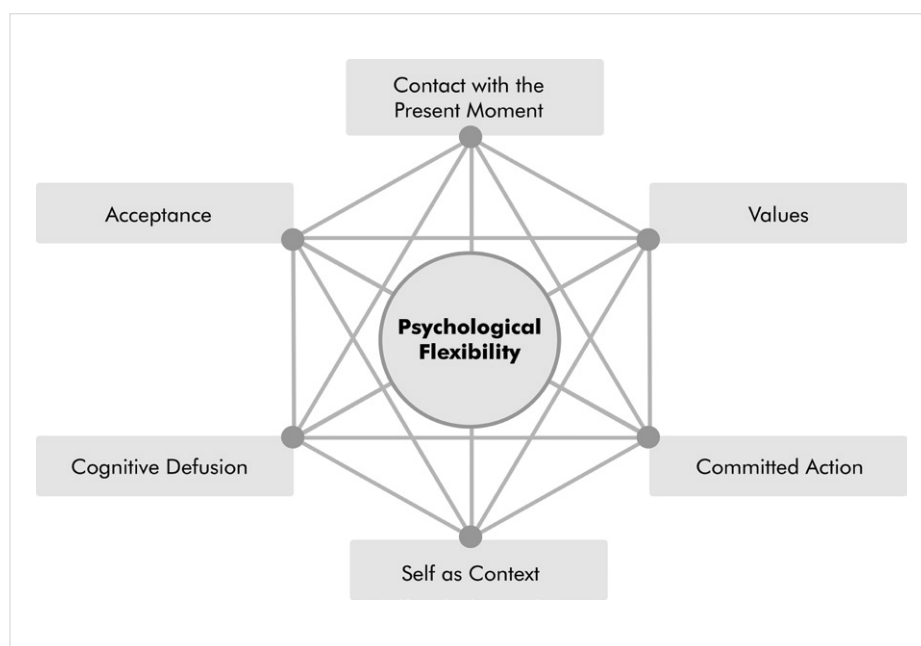 Contact with the
Present Moment
Acceptance
Values
Psychological
Flexibility
Cognitive Defusion
Committed Action
Self as Context